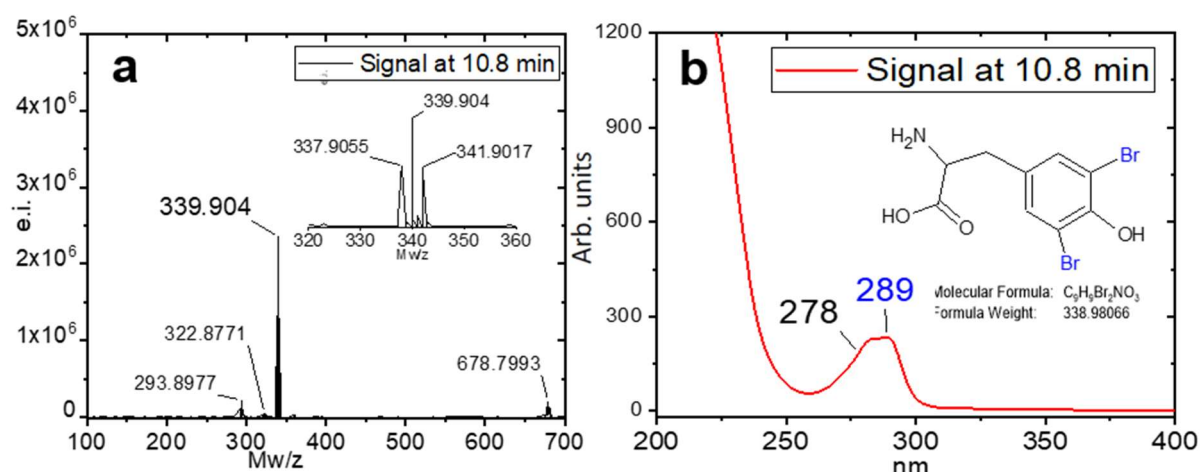 a
Signal at 10.8 min
5x10⁶
4x10⁶
3x10⁶
2x10⁶
1x10⁶
0
e.i.
339.904
322.8771
293.8977
678.7993
339.904
337.9055
341.9017
320 330 340 350 360
Mw/z
100 200 300 400 500 600 700
Mw/z
b
Signal at 10.8 min
1200
900
600
300
0
Arb. units
278
289
H₂N
HO
O
Br
OH
Br
Molecular Formula: C₉H₉Br₂NO₃
Formula Weight: 338.98066
200 250 300 350 400
nm